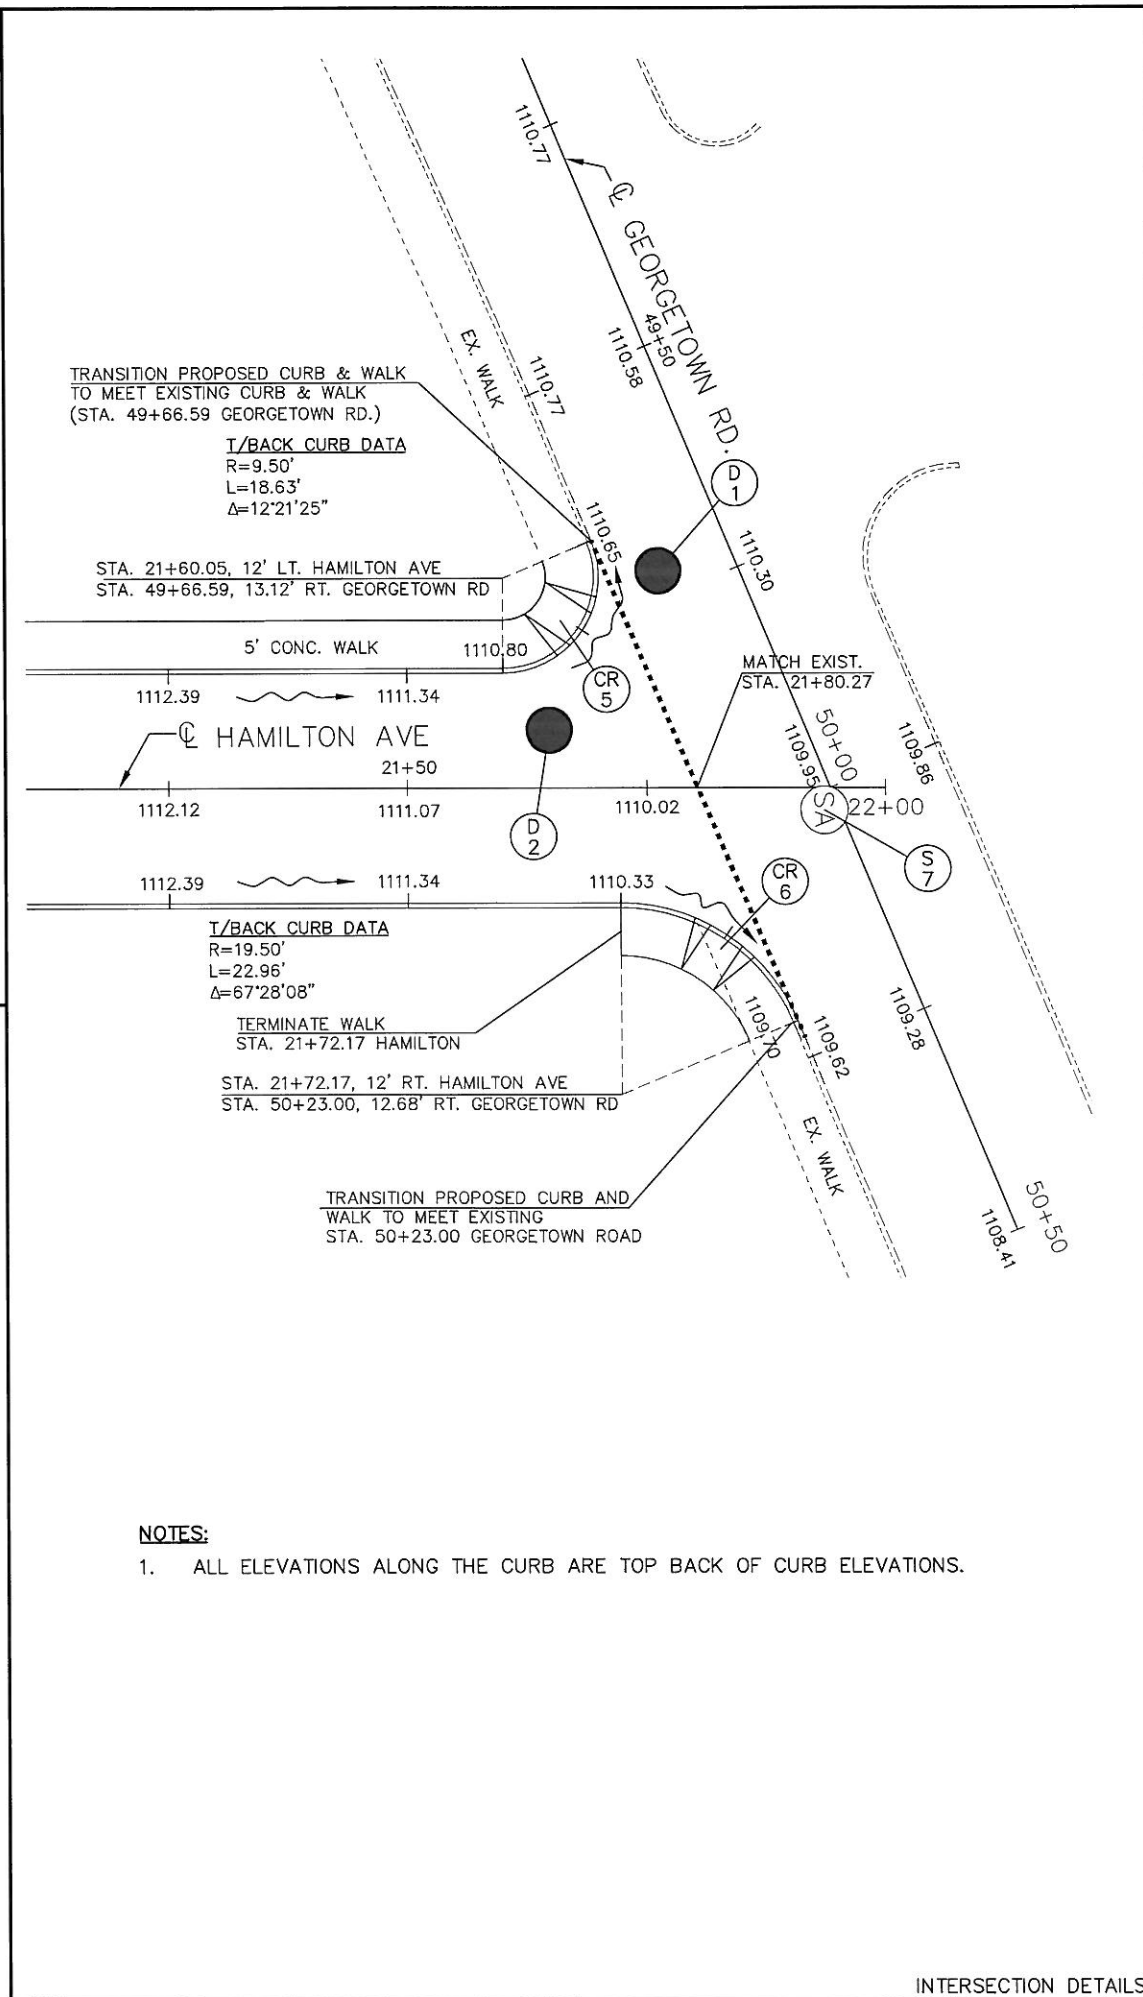 1110.77
℄ GEORGETOWN RD.
49+50
1110.58
EX. WALK
1110.77
TRANSITION PROPOSED CURB & WALK
TO MEET EXISTING CURB & WALK
(STA. 49+66.59 GEORGETOWN RD.)
T/BACK CURB DATA
R=9.50'
L=18.63'
Δ=12°21'25"
D
1
1110.65
1110.30
STA. 21+60.05, 12' LT. HAMILTON AVE
STA. 49+66.59, 13.12' RT. GEORGETOWN RD
5' CONC. WALK
1110.80
CR
5
MATCH EXIST.
STA. 21+80.27
1112.39
1111.34
℄ HAMILTON AVE
21+50
50+00
1109.95
1109.86
1112.12
1111.07
1110.02
SA
22+00
D
2
S
7
1112.39
1111.34
1110.33
CR
6
T/BACK CURB DATA
R=19.50'
L=22.96'
Δ=67°28'08"
1109.28
TERMINATE WALK
STA. 21+72.17 HAMILTON
1109.70
1109.62
STA. 21+72.17, 12' RT. HAMILTON AVE
STA. 50+23.00, 12.68' RT. GEORGETOWN RD
EX. WALK
TRANSITION PROPOSED CURB AND
WALK TO MEET EXISTING
STA. 50+23.00 GEORGETOWN ROAD
50+50
1108.41
NOTES:
1. ALL ELEVATIONS ALONG THE CURB ARE TOP BACK OF CURB ELEVATIONS.
INTERSECTION DETAILS